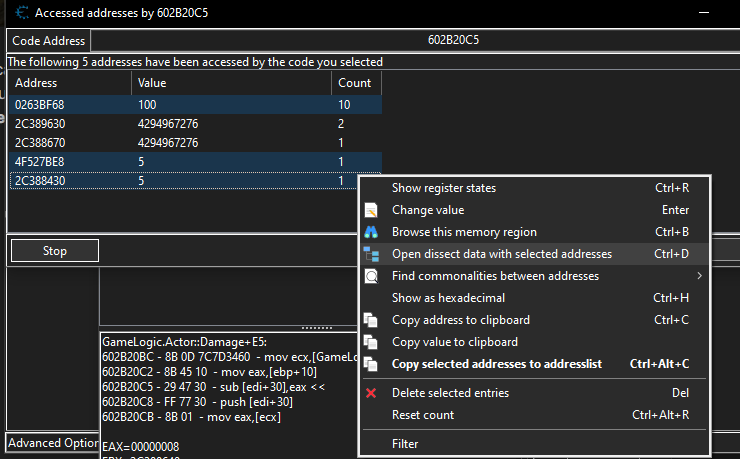 Accessed addresses by 602B20C5
Code Address 602B20C5
The following 5 addresses have been accessed by the code you selected
Address Value Count
0263BF68 100 10
2C389630 4294967276 2
2C388670 4294967276 1
4F527BE8 5 1
2C388430 5 1
Show register states Ctrl+R
Change value Enter
Browse this memory region Ctrl+B
Open dissect data with selected addresses Ctrl+D
Find commonalities between addresses
Show as hexadecimal Ctrl+H
Copy address to clipboard Ctrl+C
Copy value to clipboard
Copy selected addresses to addresslist Ctrl+Alt+C
Delete selected entries Del
Reset count Ctrl+Alt+R
Filter
Stop
GameLogic.Actor::Damage+E5:
602B20BC - 8B 0D 7C7D3460 - mov ecx,[GameLo
602B20C2 - 8B 45 10 - mov eax,[ebp+10]
602B20C5 - 29 47 30 - sub [edi+30],eax <<
602B20C8 - FF 77 30 - push [edi+30]
602B20CB - 8B 01 - mov eax,[ecx]
EAX=00000008
Advanced Option